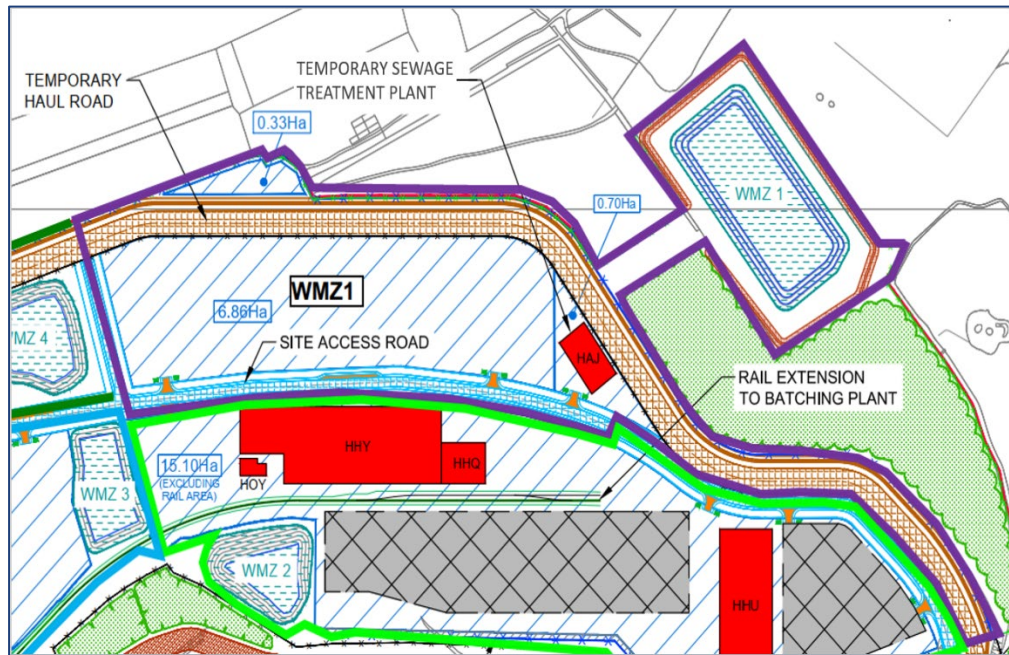 TEMPORARY
HAUL ROAD
TEMPORARY SEWAGE
TREATMENT PLANT
0.33Ha
WMZ 1
0.70Ha
WMZ1
6.86Ha
SITE ACCESS ROAD
WMZ 4
HAJ
RAIL EXTENSION
TO BATCHING PLANT
HHY
HHQ
HOY
15.10Ha
(EXCLUDING
RAIL AREA)
WMZ 3
WMZ 2
HHU